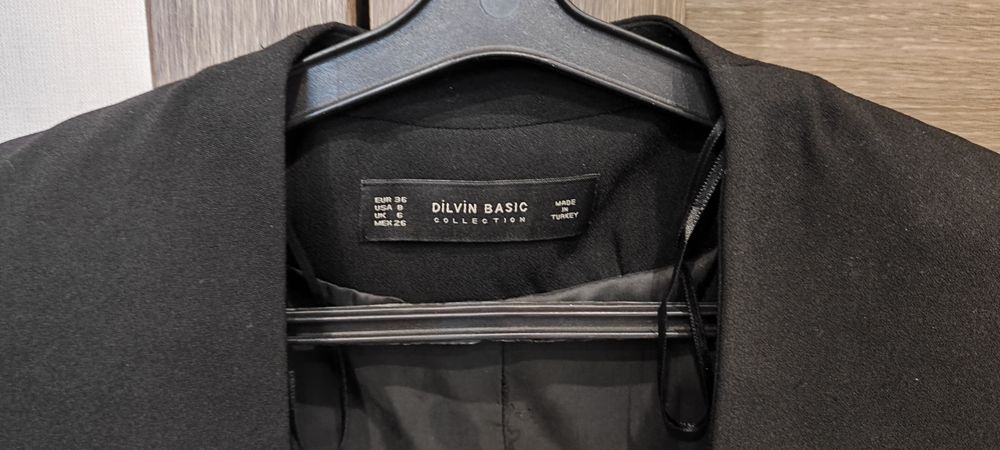 EUR 36
USA 8
UK 6
MEX 26
DİLVİN BASIC
COLLECTION
MADE
IN
TURKEY